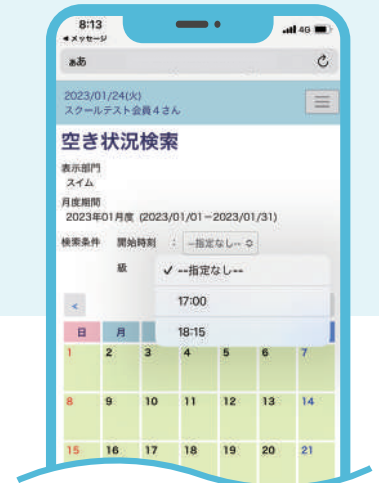 8:13
4G
◀メッセージ
ぁあ
2023/01/24(火)
スクールテスト会員4さん
空き状況検索
表示部門
スイム
月度期間
2023年01月度 (2023/01/01-2023/01/31)
検索条件 開始時刻 : --指定なし--
級 ✓ --指定なし--
17:00
<
18:15
日 月
1 2 3 4 5 6 7
8 9 10 11 12 13 14
15 16 17 18 19 20 21